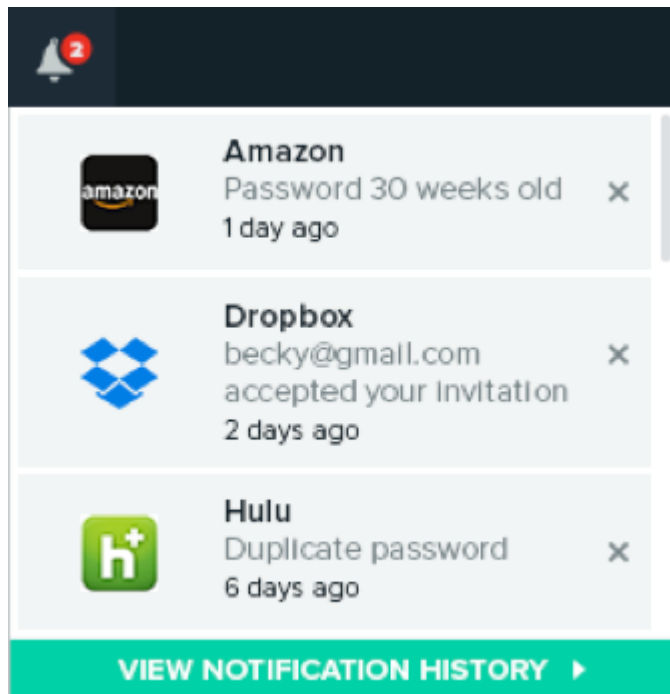 2
Amazon
amazon
Password 30 weeks old
1 day ago
Dropbox
becky@gmail.com
accepted your invitation
2 days ago
Hulu
h+
Duplicate password
6 days ago
VIEW NOTIFICATION HISTORY